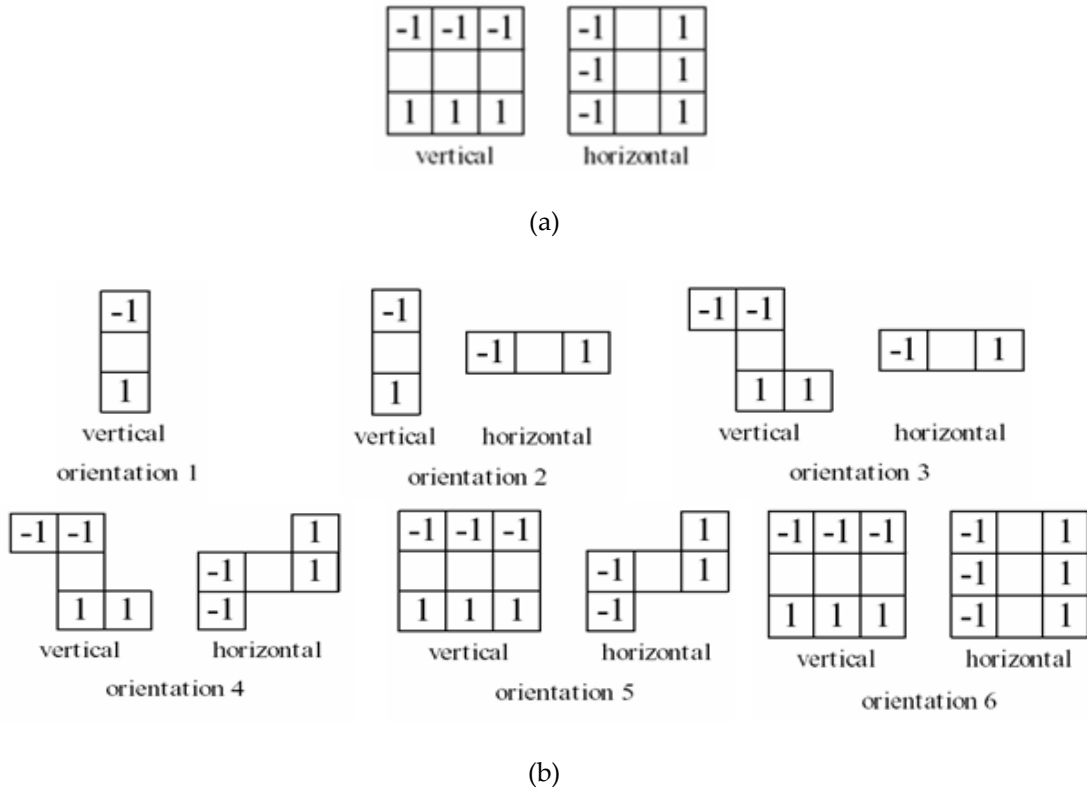 -1 -1 -1 -1 1
-1 1
1 1 1 -1 1
vertical horizontal
(a)
-1 -1 -1 -1
-1 1 -1 1
1 1 1 1
vertical vertical horizontal vertical horizontal
orientation 1 orientation 2 orientation 3
-1 -1 1 -1 -1 -1 1 -1 -1 -1 -1 1
-1 1 -1 1 -1 1
1 1 -1 1 1 1 -1 1 1 1 -1 1
vertical horizontal vertical horizontal vertical horizontal
orientation 4 orientation 5 orientation 6
(b)